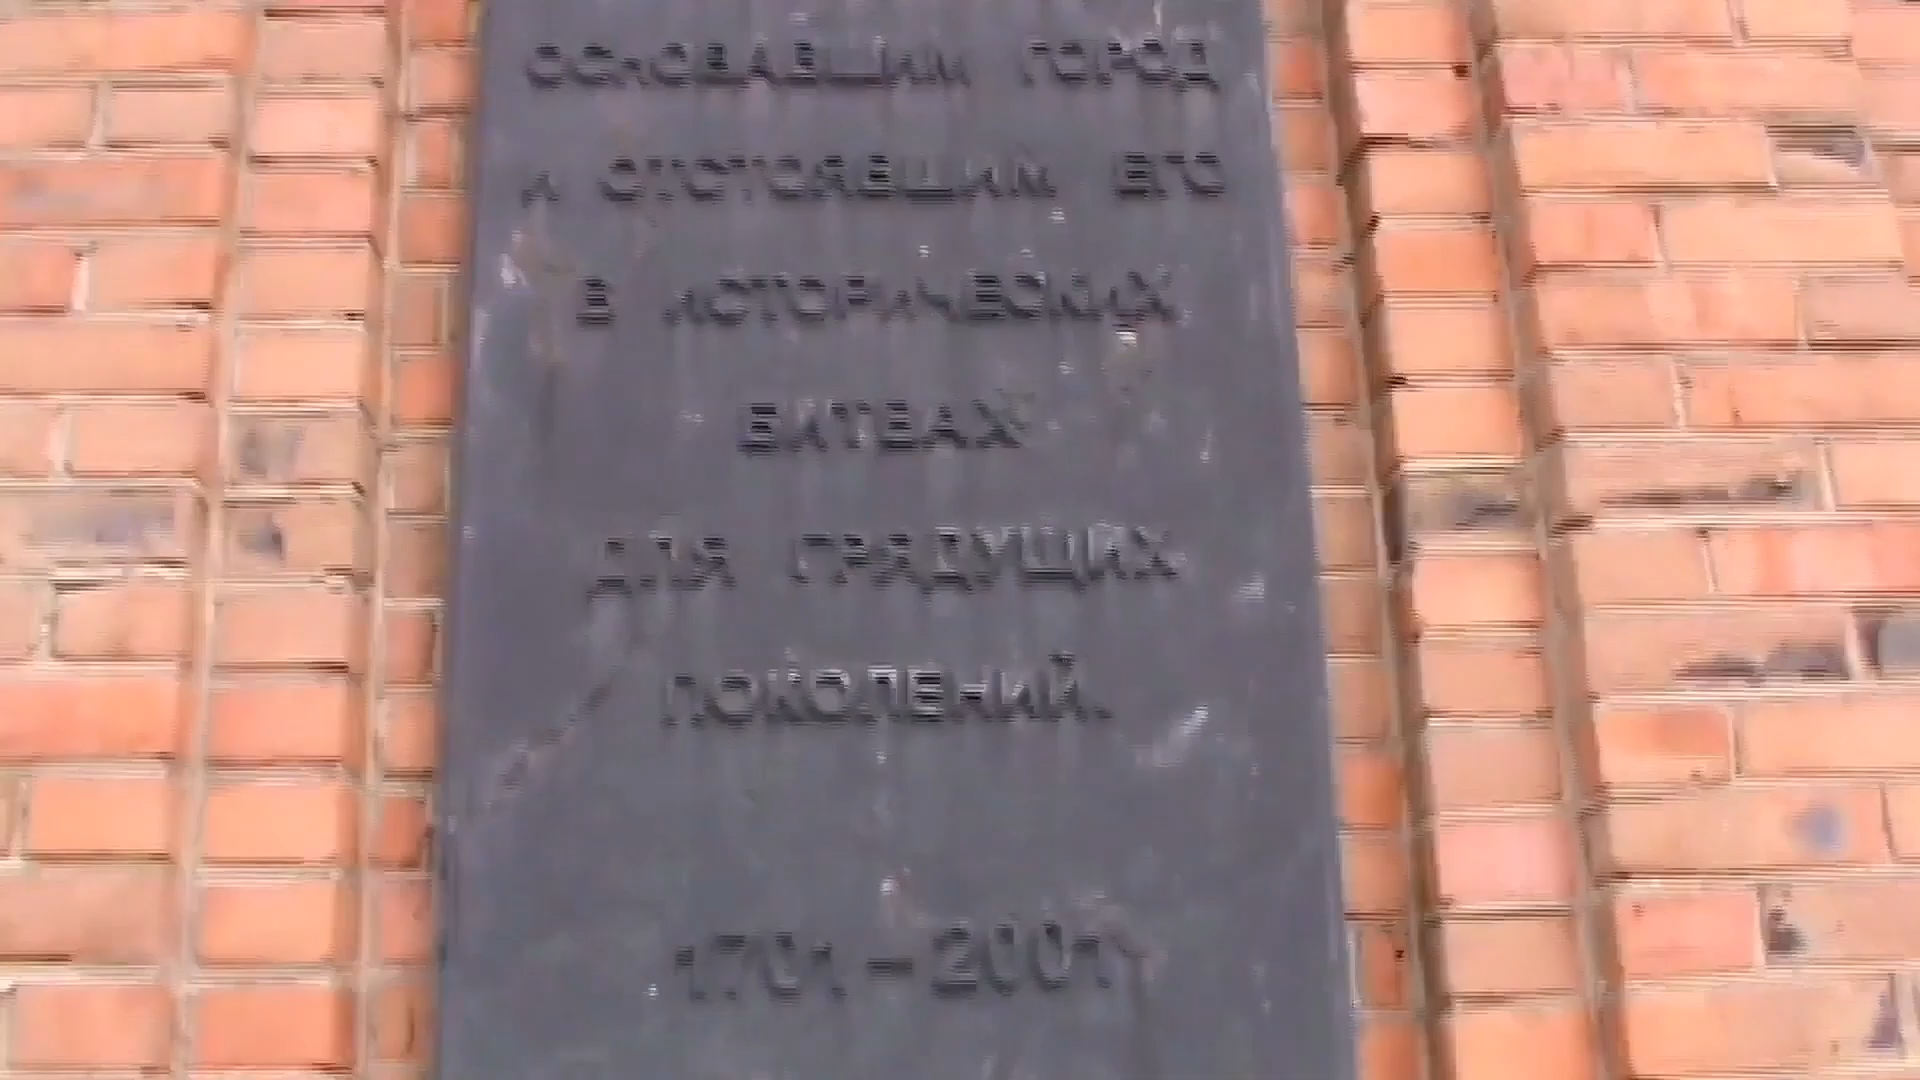 ОСНОВАВШИМ ГОРОД
И ОТСТОЯВШИМ ЕГО
В ИСТОРИЧЕСКИХ
БИТВАХ
ДЛЯ ГРЯДУЩИХ
ПОКОЛЕНИЙ.
1701-2001